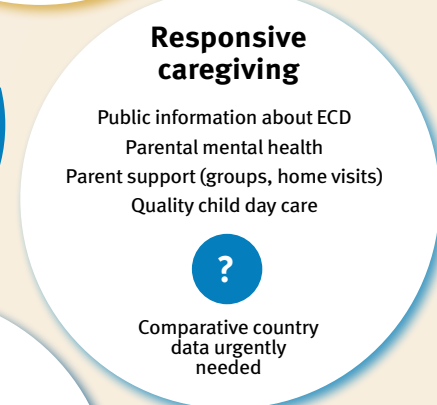 Responsive
caregiving
Public information about ECD
Parental mental health
Parent support (groups, home visits)
Quality child day care
?
Comparative country
data urgently
needed